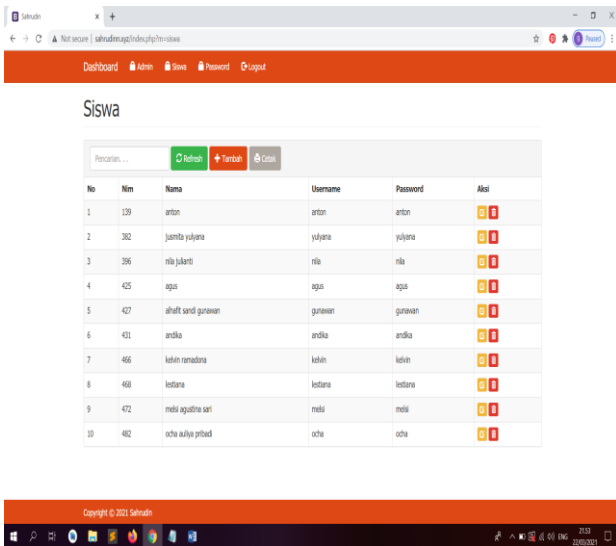 Sahrudin
Not secure | sahrudinr.xyz/index.php?m=siswa
Paused
Dashboard Admin Siswa Password Logout
Siswa
Pencarian. . . Refresh Tambah Cetak
No Nim Nama Username Password Aksi
1 139 anton anton anton
2 382 jusmita yulyana yulyana yulyana
3 396 nila julianti nila nila
4 425 agus agus agus
5 427 alhafit sandi gunawan gunawan gunawan
6 431 andika andika andika
7 466 kelvin ramadona kelvin kelvin
8 468 lestiana lestiana lestiana
9 472 melsi agustina sari melsi melsi
10 482 ocha auliya pribadi ocha ocha
Copyright © 2021 Sahrudin
ENG
21:53
22/03/2021